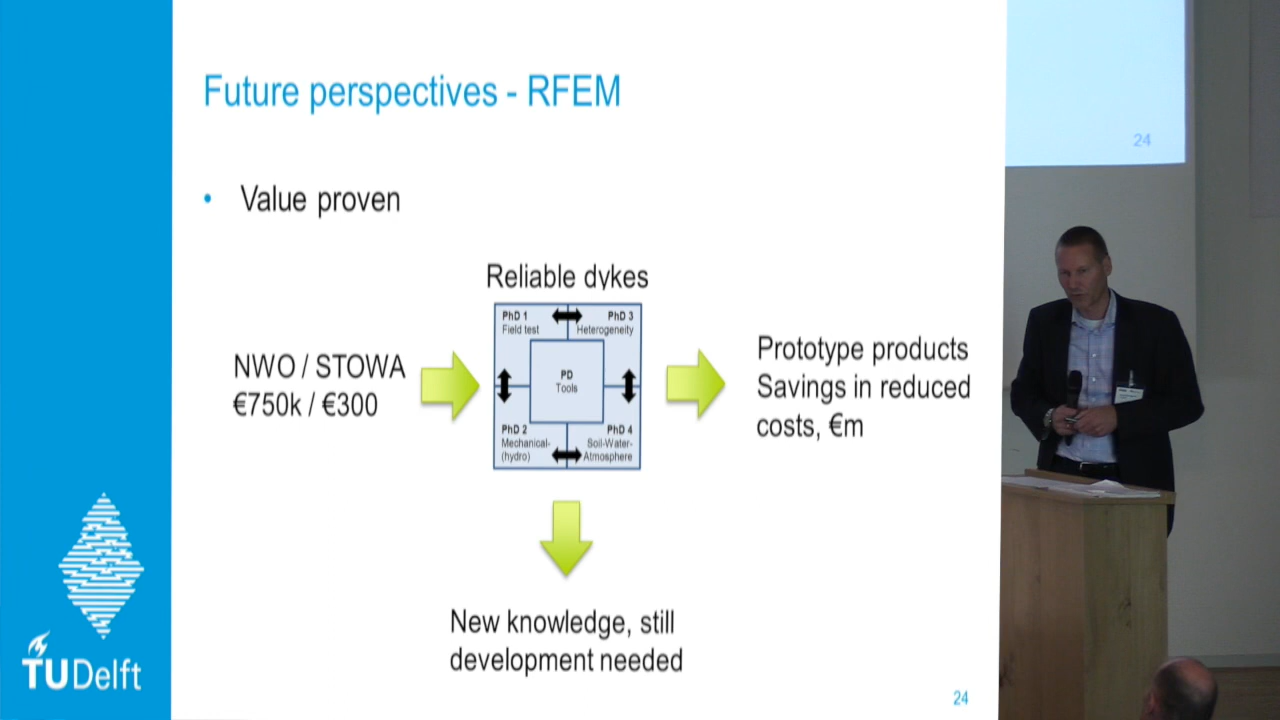 Future perspectives - RFEM
• Value proven
Reliable dykes
PhD 1
Field test
PhD 3
Heterogeneity
PD
Tools
PhD 2
Mechanical-
(hydro)
PhD 4
Soil-Water-
Atmosphere
NWO / STOWA
€750k / €300
Prototype products
Savings in reduced
costs, €m
New knowledge, still
development needed
24
TUDelft
24